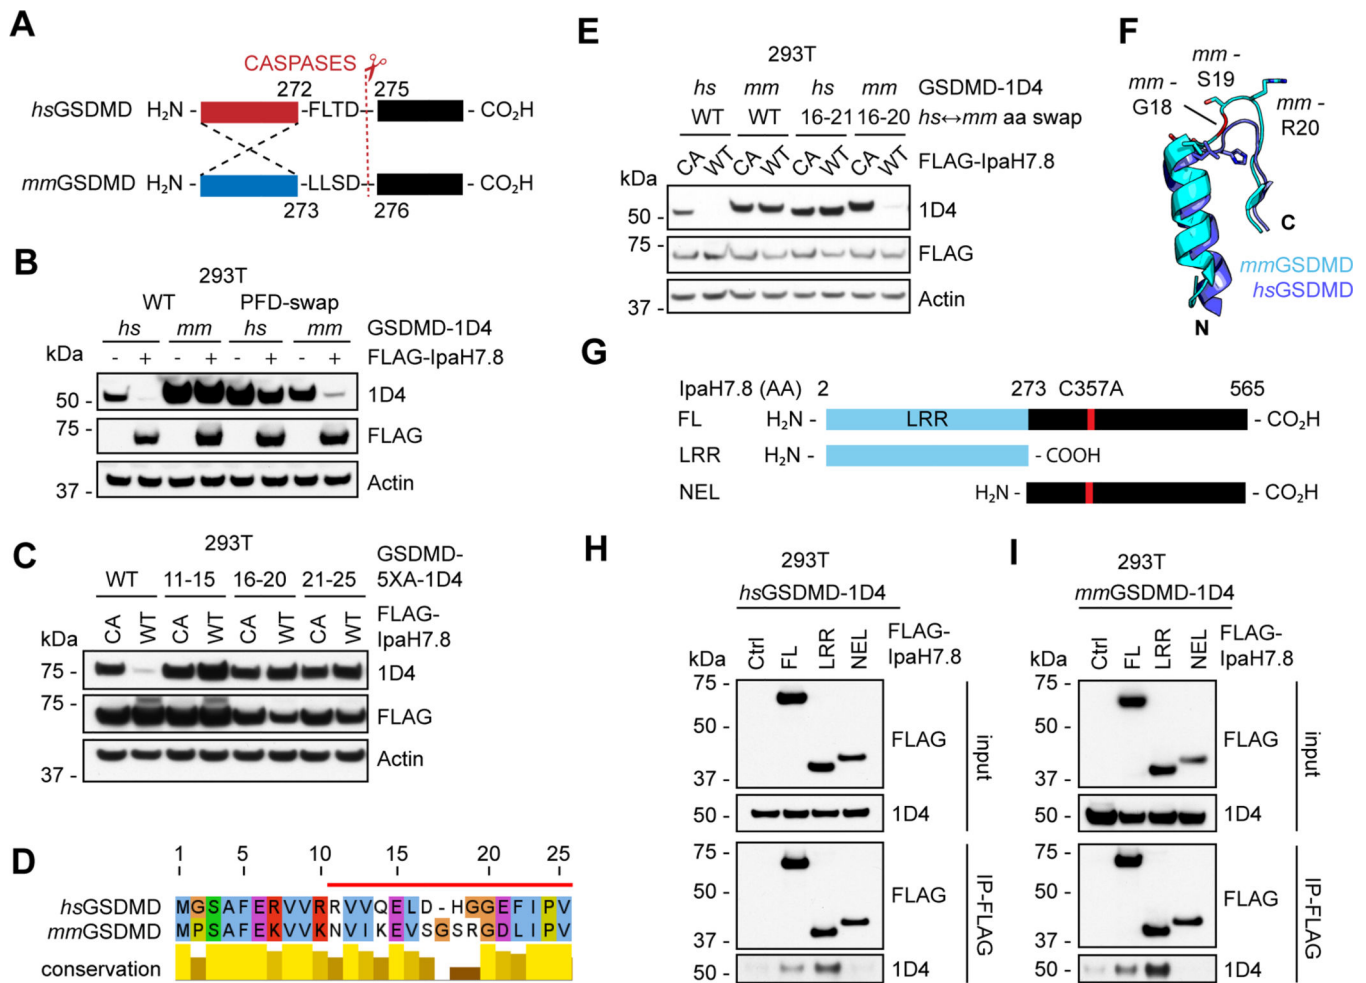 A
CASPASES
272 275
hsGSDMD H₂N - -FLTD- - CO₂H
mmGSDMD H₂N - -LLSD- - CO₂H
273 276
B
293T
WT PFD-swap
hs mm hs mm GSDMD-1D4
kDa - + - + - + - + FLAG-IpaH7.8
50 - 1D4
75 - FLAG
37 - Actin
C
293T
GSDMD-
WT 11-15 16-20 21-25 5XA-1D4
CA WT CA WT CA WT CA WT FLAG-
IpaH7.8
kDa
75 - 1D4
75 - FLAG
37 - Actin
D
1 5 10 15 20 25
hsGSDMD MGSAFERVVRRVVQELD-HGGEFIPV
mmGSDMD MPSAFEKVVKNVIKEVSGSRGDLIPV
conservation
E
293T
hs mm hs mm GSDMD-1D4
WT WT 16-21 16-20 hs↔mm aa swap
CA WT CA WT CA WT CA WT FLAG-IpaH7.8
kDa
50 - 1D4
75 - FLAG
37 - Actin
F
mm -
S19
mm -
G18
mm -
R20
C
mmGSDMD
hsGSDMD
N
G
IpaH7.8 (AA) 2 273 C357A 565
FL H₂N - LRR - CO₂H
LRR H₂N - - COOH
NEL H₂N - - CO₂H
H
293T
hsGSDMD-1D4
Ctrl FL LRR NEL FLAG-
IpaH7.8
kDa
75 -
50 - FLAG
37 -
50 - 1D4
input
75 -
50 - FLAG
37 -
50 - 1D4
IP-FLAG
I
293T
mmGSDMD-1D4
Ctrl FL LRR NEL FLAG-
IpaH7.8
kDa
75 -
50 - FLAG
37 -
50 - 1D4
input
75 -
50 - FLAG
37 -
50 - 1D4
IP-FLAG